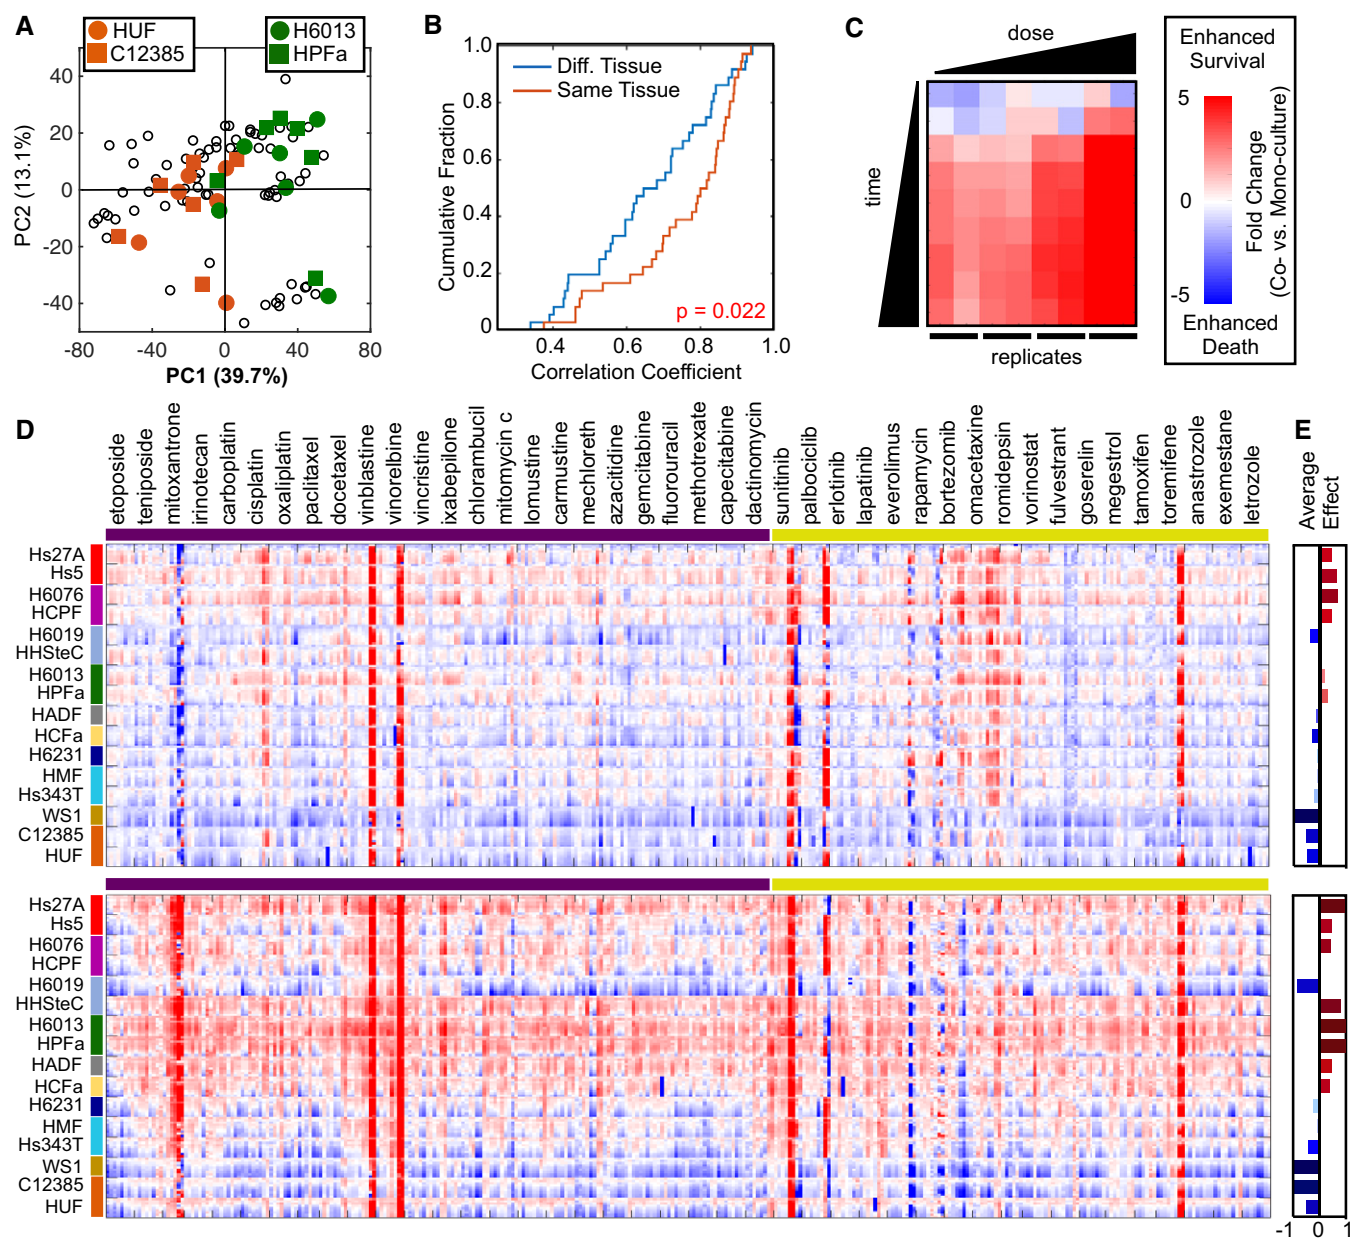 A
HUF
C12385
H6013
HPFa
40
20
0
-20
-40
PC2 (13.1%)
-80
-40
0
40
80
PC1 (39.7%)
B
1.0
0.8
0.6
0.4
0.2
0
Cumulative Fraction
Diff. Tissue
Same Tissue
p = 0.022
0.4
0.6
0.8
1.0
Correlation Coefficient
C
dose
time
replicates
Enhanced
Survival
5
0
-5
Fold Change
(Co- vs. Mono-culture)
Enhanced
Death
D
etoposide
teniposide
mitoxantrone
irinotecan
carboplatin
cisplatin
oxaliplatin
paclitaxel
docetaxel
vinblastine
vinorelbine
vincristine
ixabepilone
chlorambucil
mitomycin c
lomustine
carmustine
mechloreth
azacitidine
gemcitabine
fluorouracil
methotrexate
capecitabine
dactinomycin
sunitinib
palbociclib
erlotinib
lapatinib
everolimus
rapamycin
bortezomib
omacetaxine
romidepsin
vorinostat
fulvestrant
goserelin
megestrol
tamoxifen
toremifene
anastrozole
exemestane
letrozole
Hs27A
Hs5
H6076
HCPF
H6019
HHSteC
H6013
HPFa
HADF
HCFa
H6231
HMF
Hs343T
WS1
C12385
HUF
Hs27A
Hs5
H6076
HCPF
H6019
HHSteC
H6013
HPFa
HADF
HCFa
H6231
HMF
Hs343T
WS1
C12385
HUF
E
Average
Effect
-1 0 1